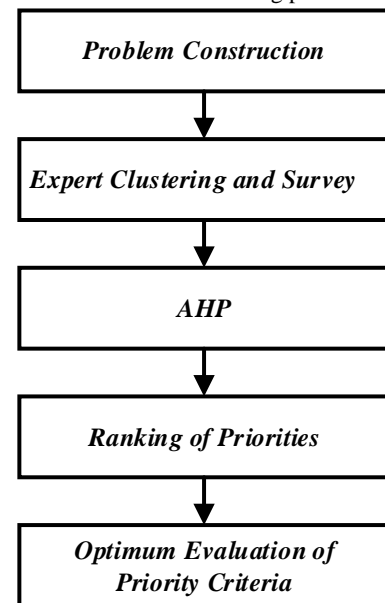 Problem Construction
Expert Clustering and Survey
AHP
Ranking of Priorities
Optimum Evaluation of
Priority Criteria